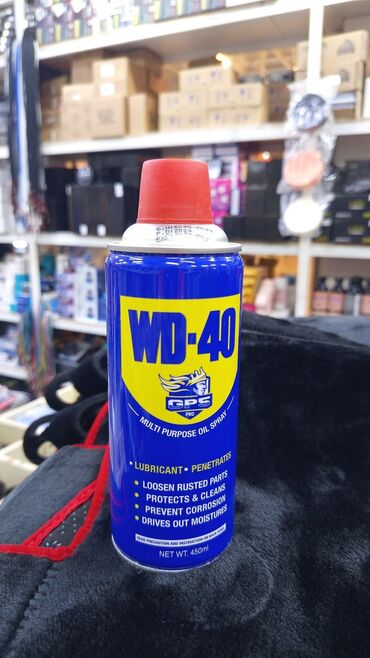 WD-40
GPS
PRO
MULTI PURPOSE OIL SPRAY
• LUBRICANT • PENETRATES
• LOOSEN RUSTED PARTS
• PROTECTS & CLEANS
• PREVENT CORROSION
• DRIVES OUT MOISTURES
NET WT. 450ml